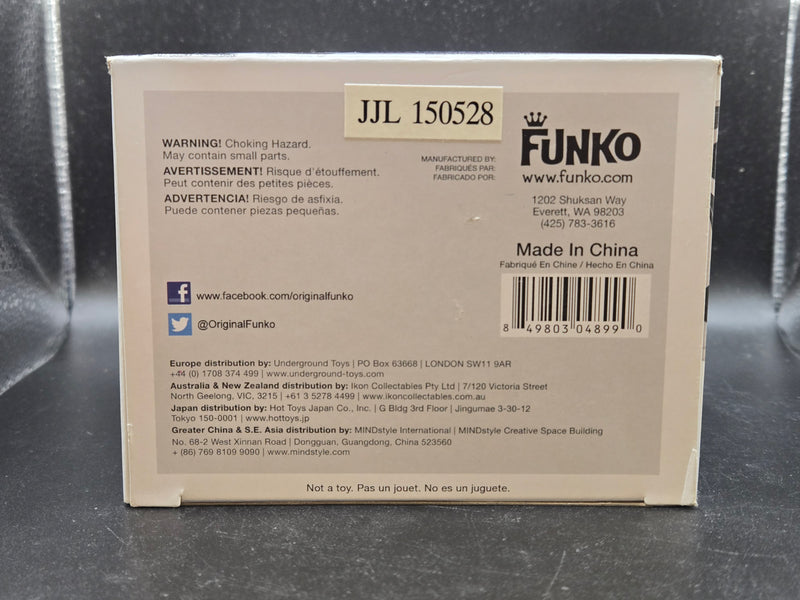 JJL 150528
WARNING! Choking Hazard.
May contain small parts.
AVERTISSEMENT! Risque d'étouffement.
Peut contenir des petites pièces.
ADVERTENCIA! Riesgo de asfixia.
Puede contener piezas pequeñas.
MANUFACTURED BY:
FABRIQUÉS PAR:
FABRICADO POR:
FUNKO
www.funko.com
1202 Shuksan Way
Everett, WA 98203
(425) 783-3616
Made In China
Fabriqué En Chine / Hecho En China
8 49803 04899 0
f www.facebook.com/originalfunko
@OriginalFunko
Europe distribution by: Underground Toys | PO Box 63668 | LONDON SW11 9AR
+44 (0) 1708 374 499 | www.underground-toys.com
Australia & New Zealand distribution by: Ikon Collectables Pty Ltd | 7/120 Victoria Street
North Geelong, VIC, 3215 | +61 3 5278 4499 | www.ikoncollectables.com.au
Japan distribution by: Hot Toys Japan Co., Inc. | G Bldg 3rd Floor | Jingumae 3-30-12
Tokyo 150-0001 | www.hottoys.jp
Greater China & S.E. Asia distribution by: MINDstyle International | MINDstyle Creative Space Building
No. 68-2 West Xinnan Road | Dongguan, Guangdong, China 523560
+ (86) 769 8109 9090 | www.mindstyle.com
Not a toy. Pas un jouet. No es un juguete.